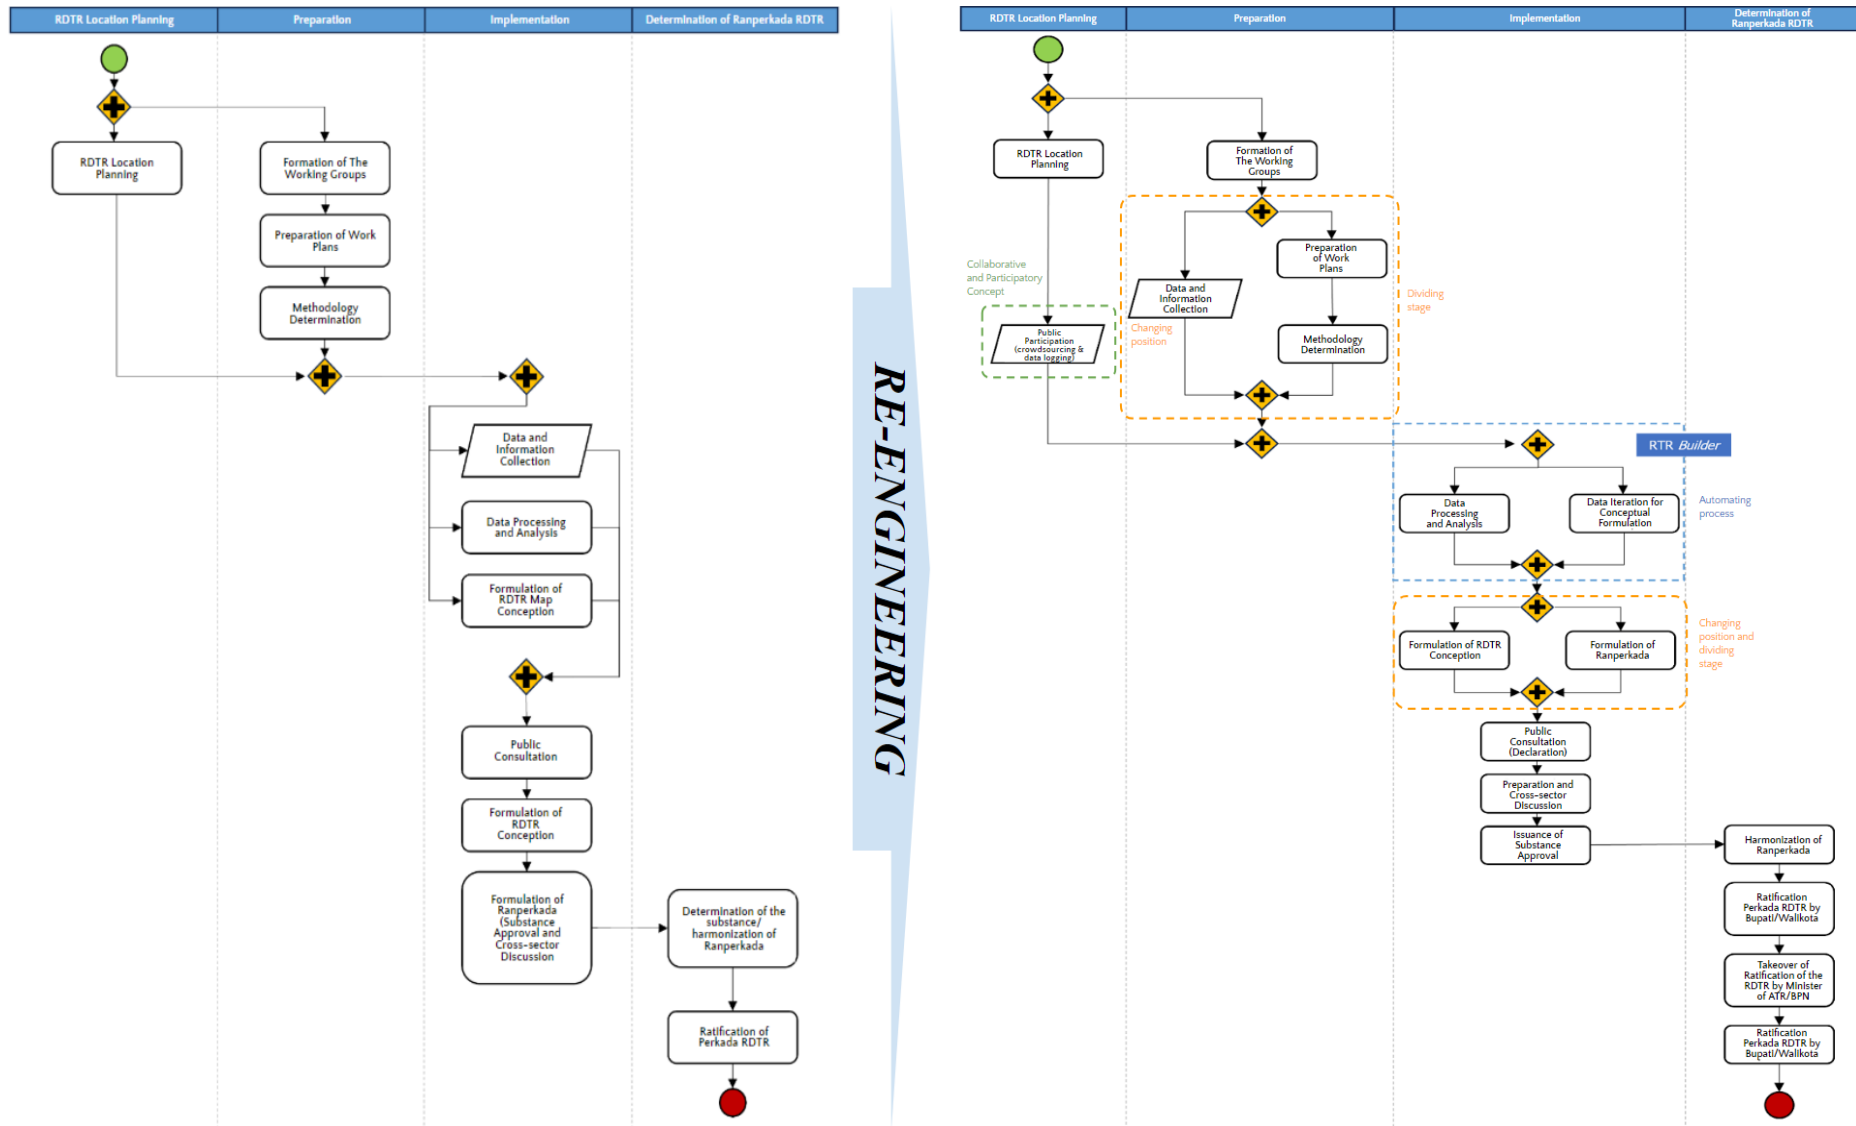 RDTR Location Planning
Preparation
Implementation
Determination of Ranperkada RDTR
RDTR Location
Planning
Formation of The
Working Groups
Preparation of Work
Plans
Methodology
Determination
Data and
Information
Collection
Data Processing
and Analysis
Formulation of
RDTR Map
Conception
Public
Consultation
Formulation of
RDTR
Conception
Formulation of
Ranperkada
(Substance
Approval and
Cross-sector
Discussion
Determination of the
substance/
harmonization of
Ranperkada
Ratification of
Perkada RDTR
RE-ENGINEERING
RDTR Location Planning
Preparation
Implementation
Determination of
Ranperkada RDTR
RDTR Location
Planning
Formation of
The Working
Groups
Collaborative
and Participatory
Concept
Public
Participation
(crowdsourcing &
data logging)
Data and
Information
Collection
Changing
position
Preparation
of Work
Plans
Methodology
Determination
Dividing
stage
RTR Builder
Data
Processing
and Analysis
Data Iteration for
Conceptual
Formulation
Automating
process
Formulation of RDTR
Conception
Formulation of
Ranperkada
Changing
position and
dividing
stage
Public
Consultation
(Declaration)
Preparation and
Cross-sector
Discussion
Issuance of
Substance
Approval
Harmonization of
Ranperkada
Ratification
Perkada RDTR by
Bupati/Walikota
Takeover of
Ratification of the
RDTR by Minister
of ATR/BPN
Ratification
Perkada RDTR by
Bupati/Walikota